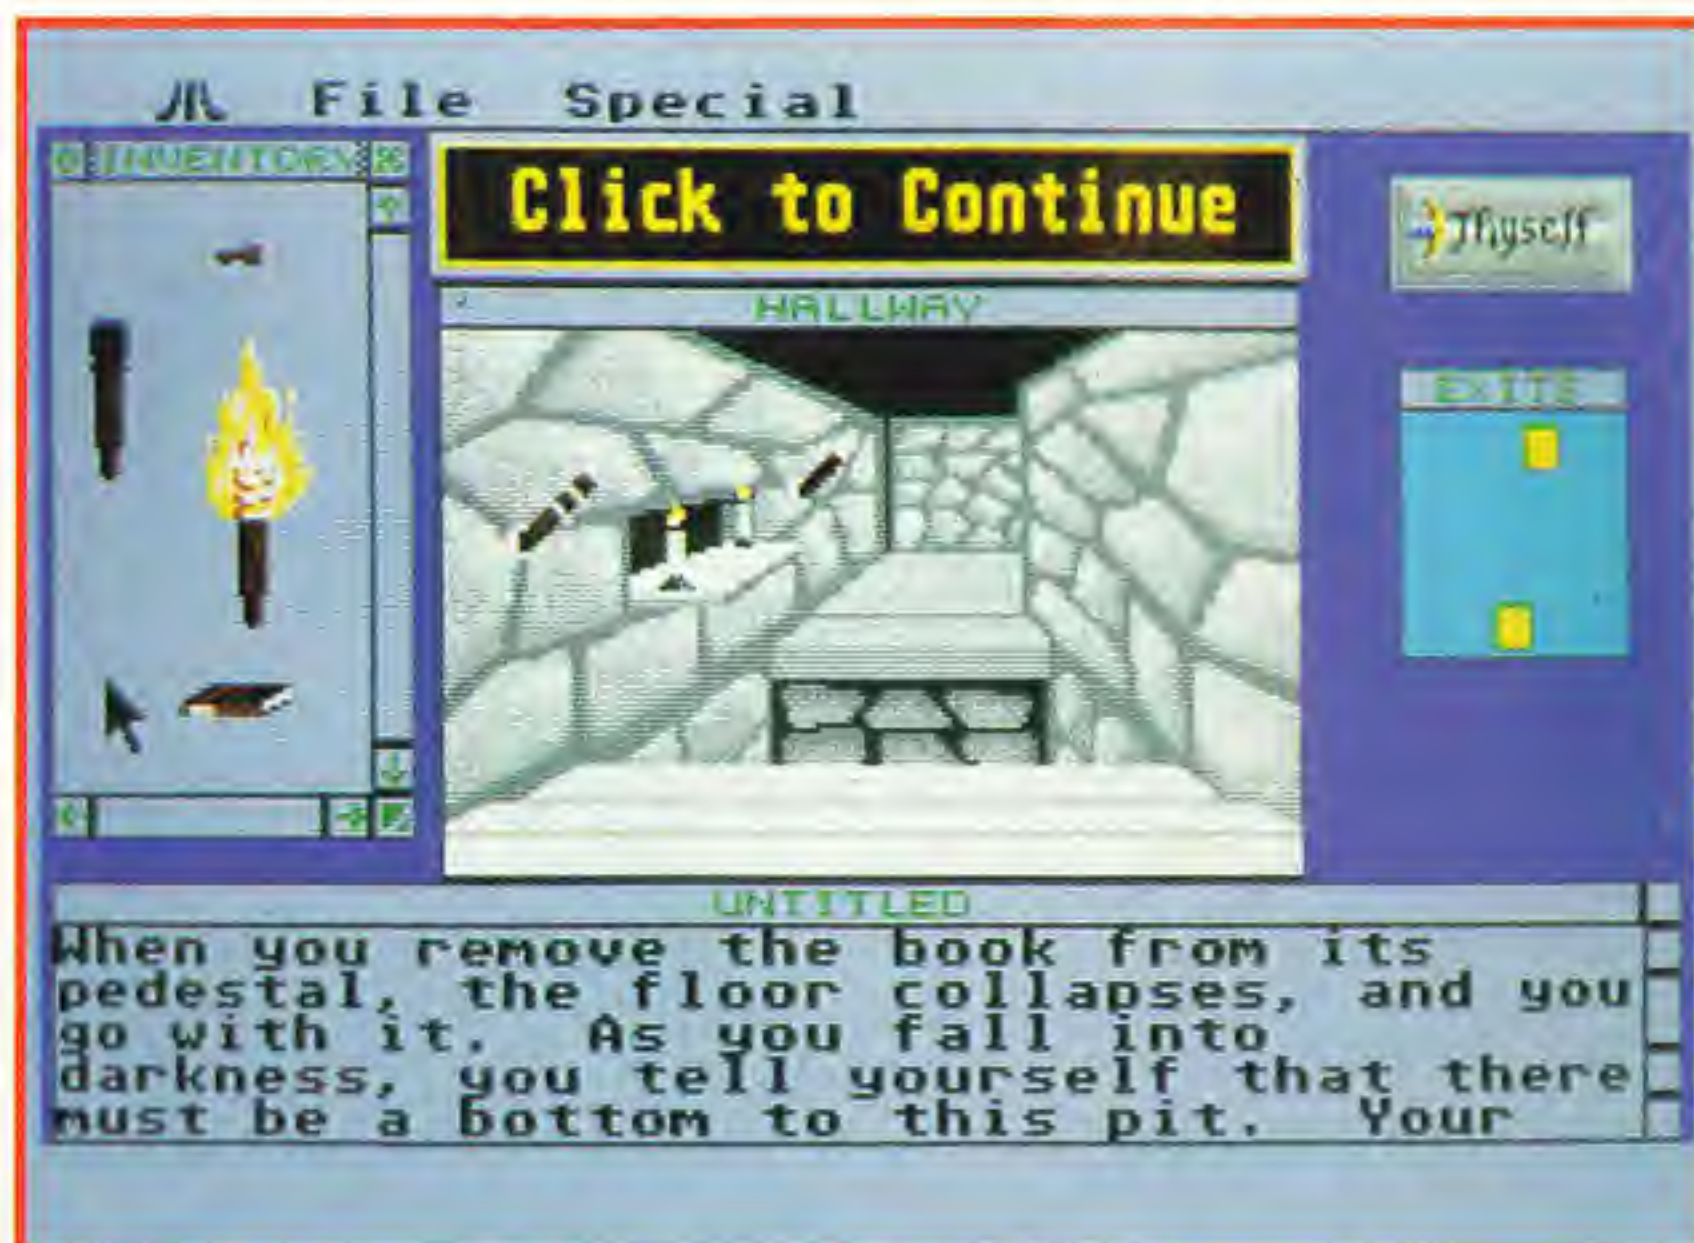 File Special
INVENTORY
Click to Continue
Thyself
HALLWAY
EXITS
UNTITLED
When you remove the book from its
pedestal, the floor collapses, and you
go with it. As you fall into
darkness, you tell yourself that there
must be a bottom to this pit. Your